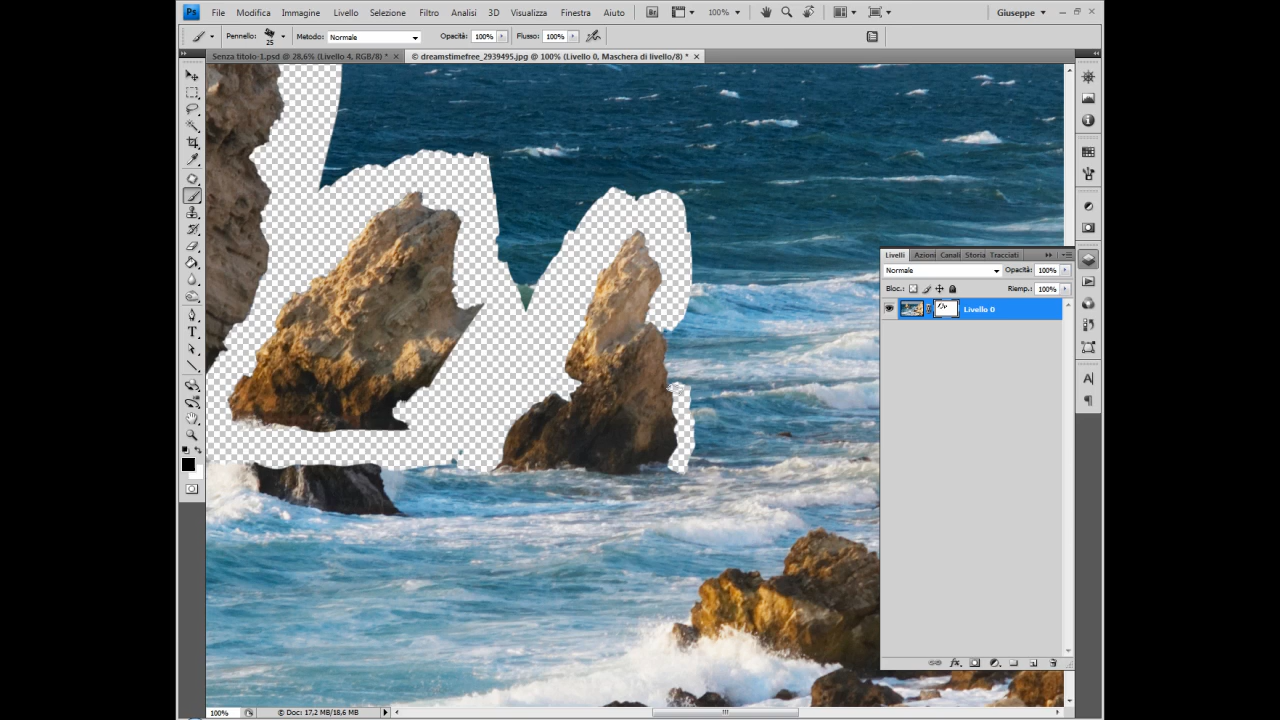 Ps File Modifica Immagine Livello Selezione Filtro Analisi 3D Visualizza Finestra Aiuto Br 100% Giuseppe
Pennello: 25 Metodo: Normale Opacità: 100% Flusso: 100%
Senza titolo-1.psd @ 28,6% (Livello 4, RGB/8) * × © dreamstimefree_2939495.jpg @ 100% (Livello 0, Maschera di livello/8) * ×
Livelli Azioni Canali Storia Tracciati
Normale Opacità: 100%
Bloc.: Riemp.: 100%
Livello 0
T
A
fx
100% Doc: 17,2 MB/18,6 MB